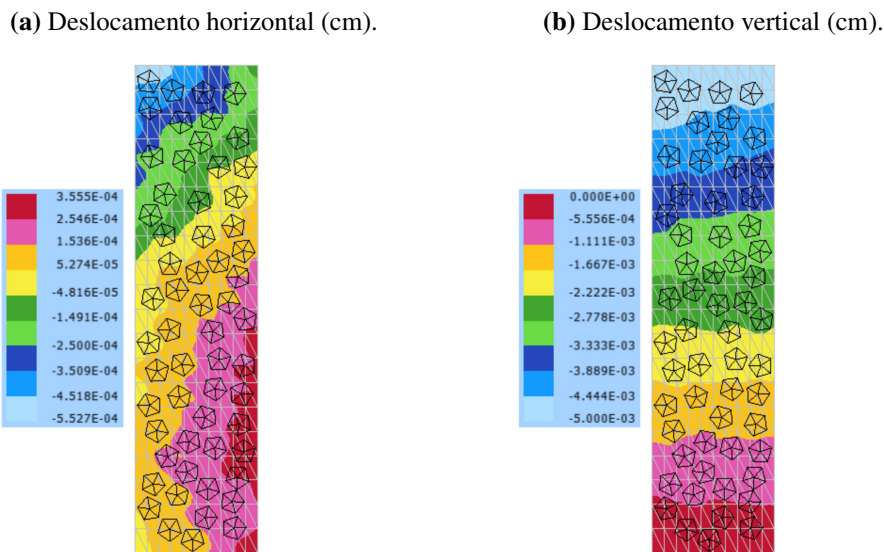 (a) Deslocamento horizontal (cm).
(b) Deslocamento vertical (cm).
3.555E-04
2.546E-04
1.536E-04
5.274E-05
-4.816E-05
-1.491E-04
-2.500E-04
-3.509E-04
-4.518E-04
-5.527E-04
0.000E+00
-5.556E-04
-1.111E-03
-1.667E-03
-2.222E-03
-2.778E-03
-3.333E-03
-3.889E-03
-4.444E-03
-5.000E-03